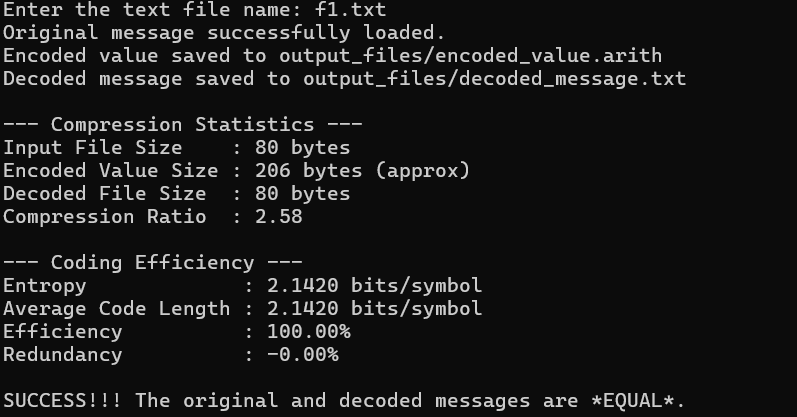 Enter the text file name: f1.txt
Original message successfully loaded.
Encoded value saved to output_files/encoded_value.arith
Decoded message saved to output_files/decoded_message.txt
--- Compression Statistics ---
Input File Size    : 80 bytes
Encoded Value Size : 206 bytes (approx)
Decoded File Size  : 80 bytes
Compression Ratio  : 2.58
--- Coding Efficiency ---
Entropy             : 2.1420 bits/symbol
Average Code Length : 2.1420 bits/symbol
Efficiency          : 100.00%
Redundancy          : -0.00%
SUCCESS!!! The original and decoded messages are *EQUAL*.